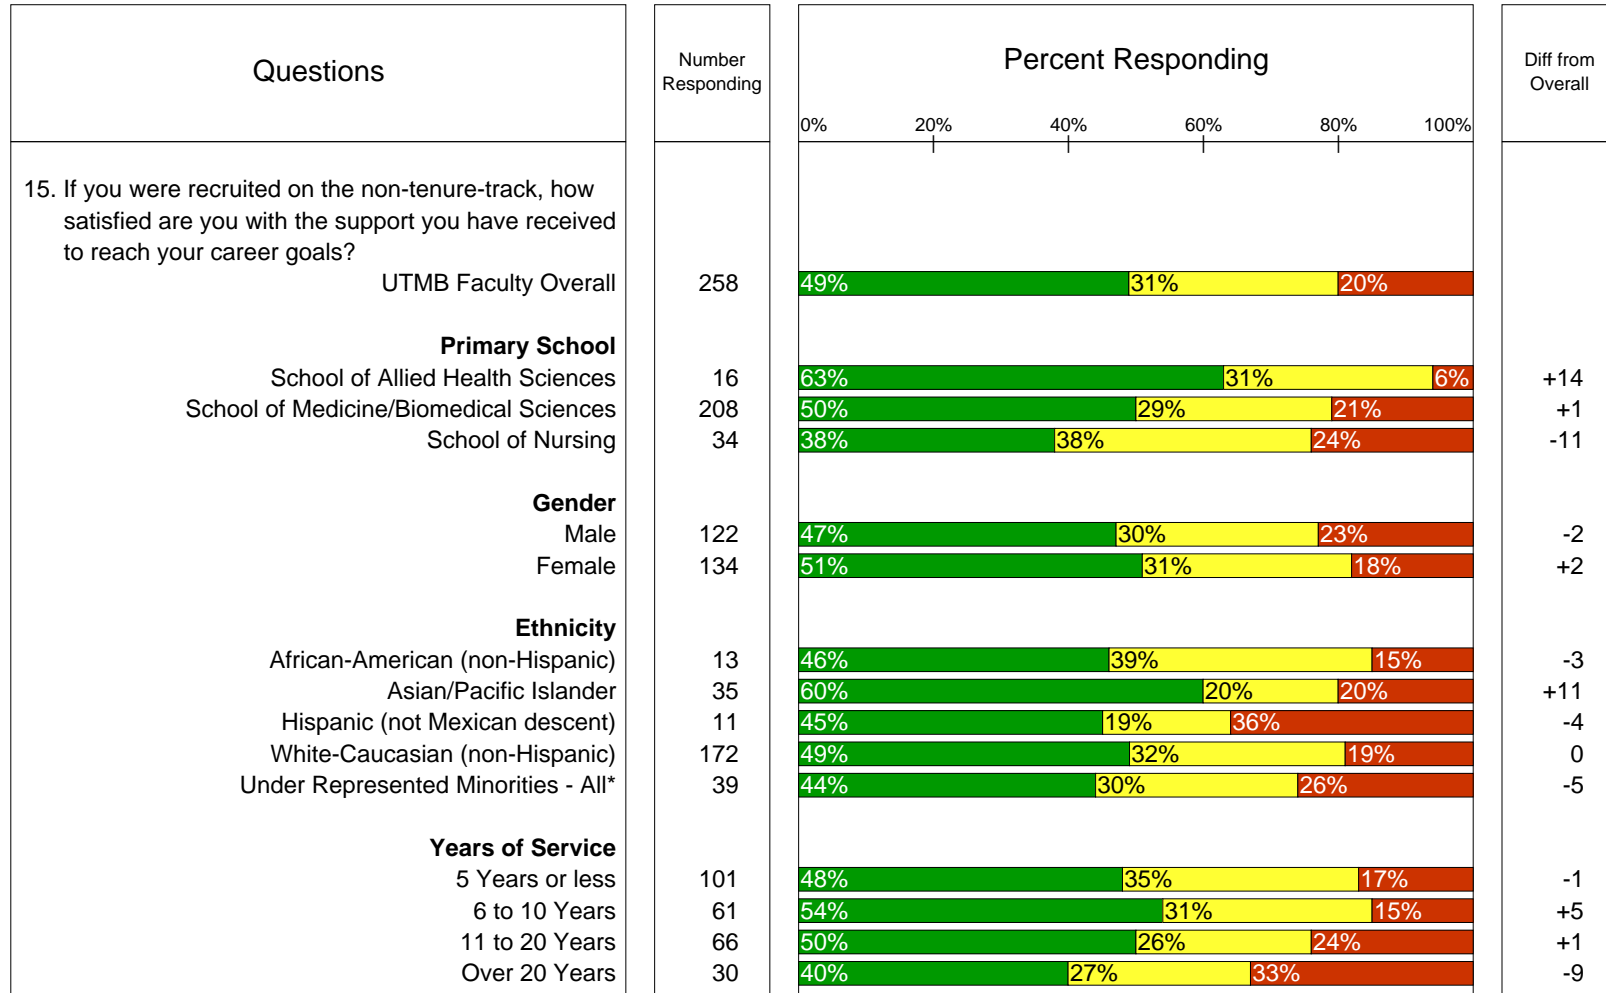 Questions
Number
Responding
Percent Responding
Diff from
Overall
0% 20% 40% 60% 80% 100%
15. If you were recruited on the non-tenure-track, how
satisfied are you with the support you have received
to reach your career goals?
UTMB Faculty Overall 258 49% 31% 20%
Primary School
School of Allied Health Sciences 16 63% 31% 6% +14
School of Medicine/Biomedical Sciences 208 50% 29% 21% +1
School of Nursing 34 38% 38% 24% -11
Gender
Male 122 47% 30% 23% -2
Female 134 51% 31% 18% +2
Ethnicity
African-American (non-Hispanic) 13 46% 39% 15% -3
Asian/Pacific Islander 35 60% 20% 20% +11
Hispanic (not Mexican descent) 11 45% 19% 36% -4
White-Caucasian (non-Hispanic) 172 49% 32% 19% 0
Under Represented Minorities - All* 39 44% 30% 26% -5
Years of Service
5 Years or less 101 48% 35% 17% -1
6 to 10 Years 61 54% 31% 15% +5
11 to 20 Years 66 50% 26% 24% +1
Over 20 Years 30 40% 27% 33% -9